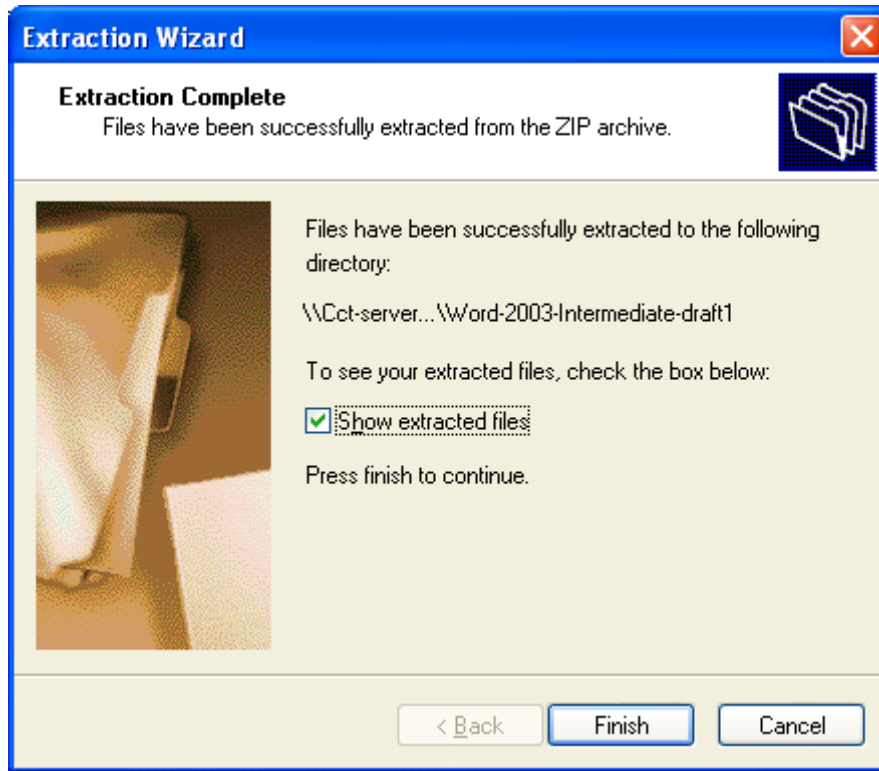 Extraction Wizard
Extraction Complete
Files have been successfully extracted from the ZIP archive.
Files have been successfully extracted to the following
directory:
\\Cct-server...\Word-2003-Intermediate-draft1
To see your extracted files, check the box below:
Show extracted files
Press finish to continue.
< Back Finish Cancel